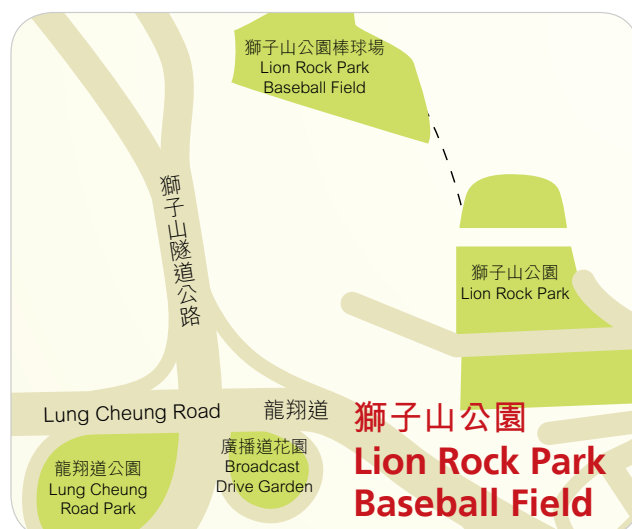 獅子山公園棒球場
Lion Rock Park
Baseball Field
獅子山隧道公路
獅子山公園
Lion Rock Park
Lung Cheung Road
龍翔道
龍翔道公園
Lung Cheung
Road Park
廣播道花園
Broadcast
Drive Garden
獅子山公園
Lion Rock Park
Baseball Field